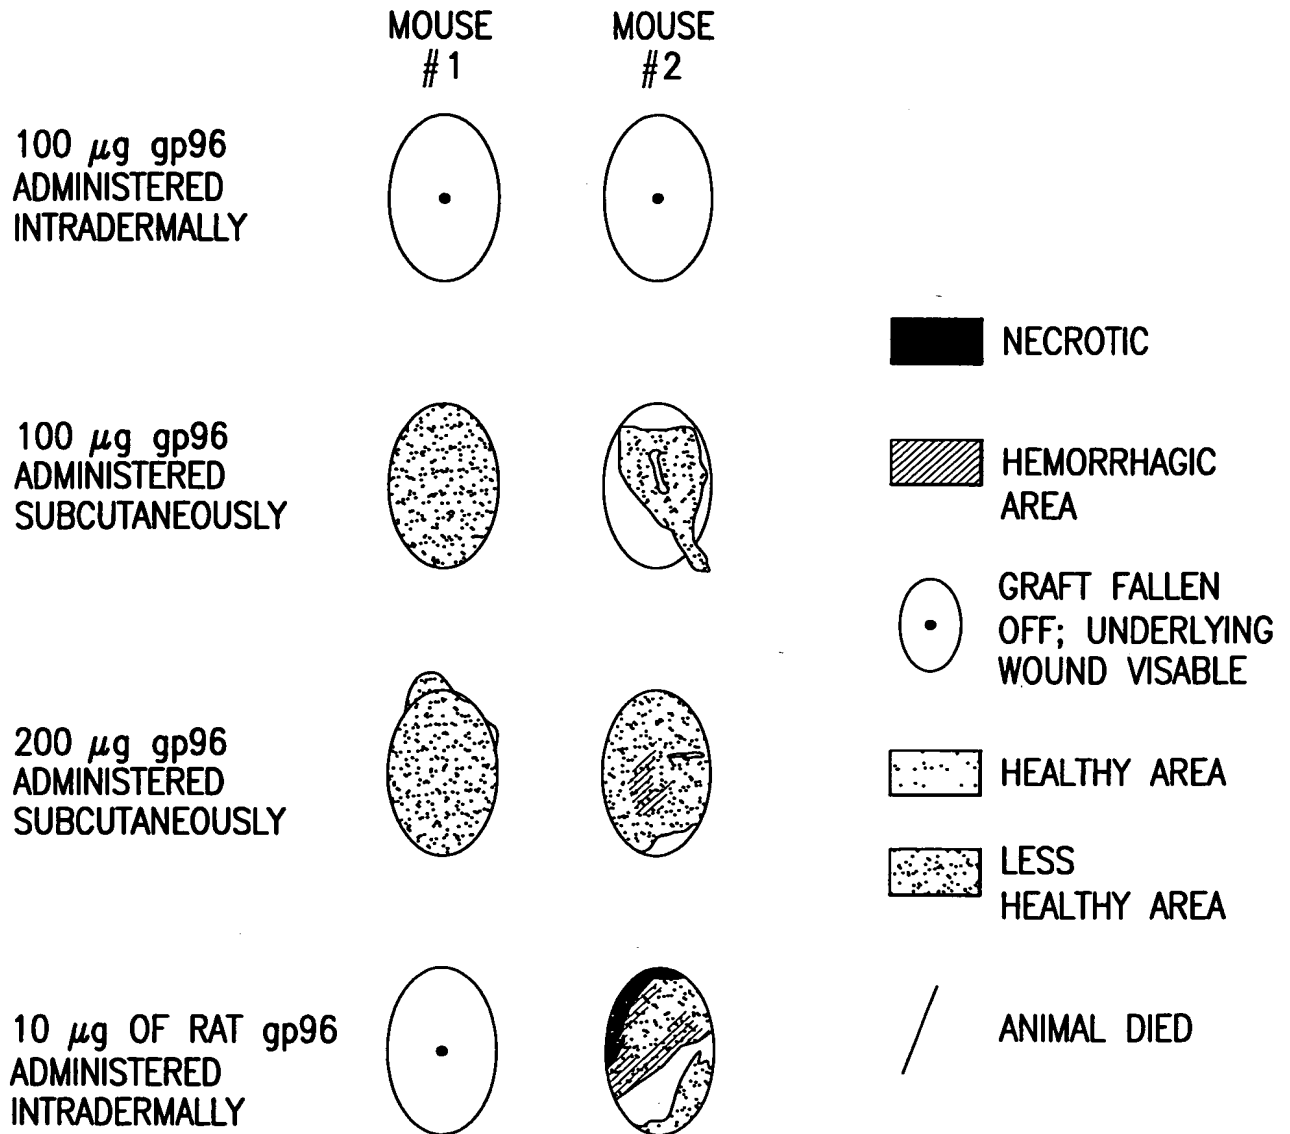 MOUSE
#1
MOUSE
#2
100 μg gp96
ADMINISTERED
INTRADERMALLY
100 μg gp96
ADMINISTERED
SUBCUTANEOUSLY
200 μg gp96
ADMINISTERED
SUBCUTANEOUSLY
10 μg OF RAT gp96
ADMINISTERED
INTRADERMALLY
NECROTIC
HEMORRHAGIC
AREA
GRAFT FALLEN
OFF; UNDERLYING
WOUND VISABLE
HEALTHY AREA
LESS
HEALTHY AREA
ANIMAL DIED